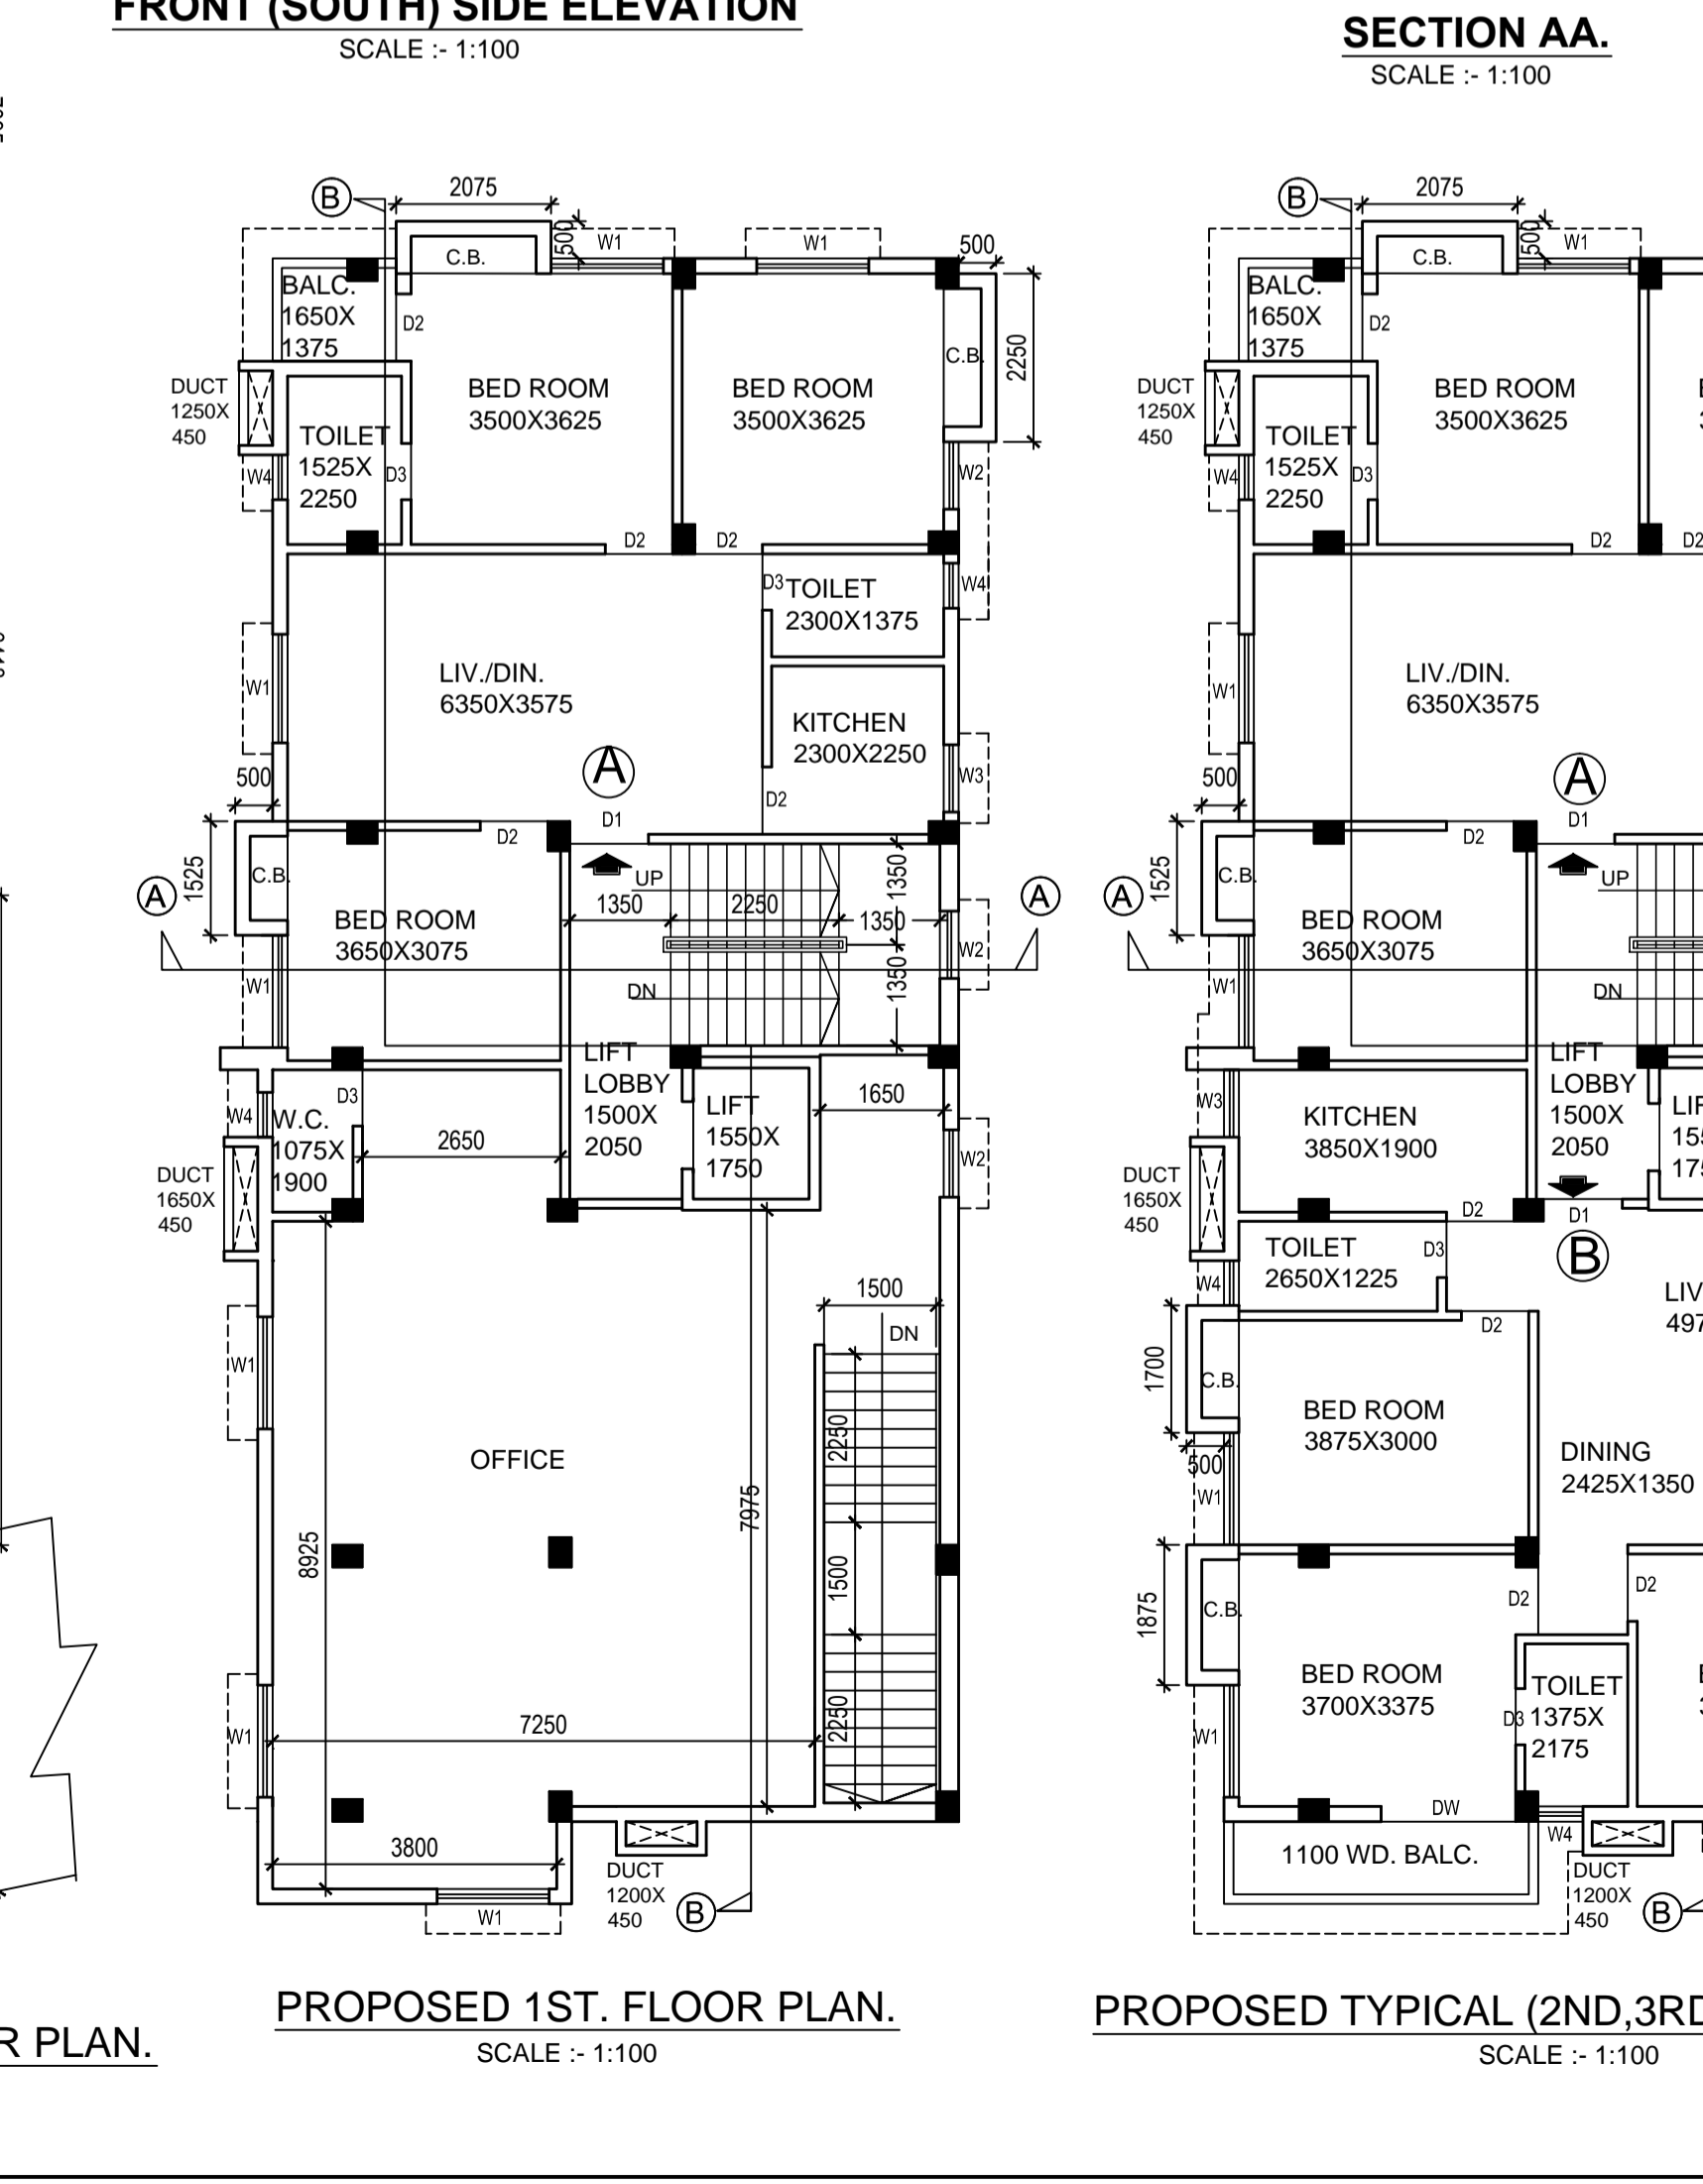 FRONT (SOUTH) SIDE ELEVATION
SCALE :- 1:100
SECTION AA.
SCALE :- 1:100
B
2075
500
C.B.
W1
W1
500
BALC.
1650X
1375
D2
2250
C.B.
DUCT
1250X
450
BED ROOM
3500X3625
BED ROOM
3500X3625
TOILET
1525X
2250
W4
D3
W2
D2
D2
D3
TOILET
2300X1375
W4
LIV./DIN.
6350X3575
W1
KITCHEN
2300X2250
W3
500
A
D1
D2
D2
1525
C.B.
UP
1350
A
1350
2250
1350
A
BED ROOM
3650X3075
W2
W1
DN
1350
LIFT
LOBBY
1500X
2050
D3
W4
W.C.
1075X
1900
2650
LIFT
1550X
1750
1650
W2
DUCT
1650X
450
1500
DN
W1
2250
OFFICE
7975
8925
1500
2250
7250
W1
3800
W1
DUCT
1200X
450
B
PROPOSED 1ST. FLOOR PLAN.
SCALE :- 1:100
R PLAN.
B
2075
500
C.B.
W1
BALC.
1650X
1375
D2
DUCT
1250X
450
BED ROOM
3500X3625
TOILET
1525X
2250
W4
D3
D2
D2
LIV./DIN.
6350X3575
W1
500
A
D1
D2
1525
C.B.
UP
A
BED ROOM
3650X3075
W1
DN
LIFT
LOBBY
1500X
2050
W3
KITCHEN
3850X1900
DUCT
1650X
450
D2
D1
B
TOILET
2650X1225
D3
W4
D2
1700
C.B.
BED ROOM
3875X3000
500
W1
DINING
2425X1350
1875
C.B.
D2
D2
BED ROOM
3700X3375
TOILET
1375X
2175
D3
W1
DW
W4
1100 WD. BALC.
DUCT
1200X
450
B
PROPOSED TYPICAL (2ND,3RD
SCALE :- 1:100